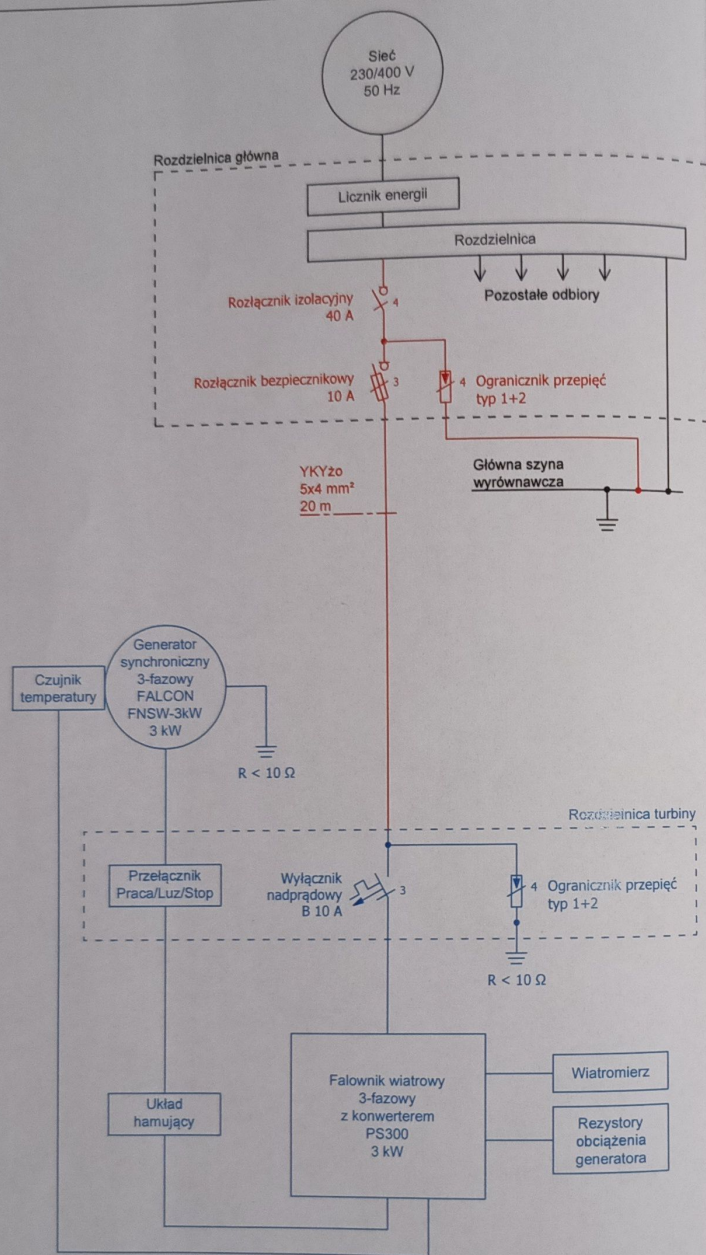 Sieć
230/400 V
50 Hz
Rozdzielnica główna
Licznik energii
Rozdzielnica
Pozostałe odbiory
Rozłącznik izolacyjny
40 A
4
Rozłącznik bezpiecznikowy
10 A
3
4
Ogranicznik przepięć
typ 1+2
YKYżo
5x4 mm²
20 m
Główna szyna
wyrównawcza
Generator
synchroniczny
3-fazowy
FALCON
FNSW-3kW
3 kW
Czujnik
temperatury
R < 10 Ω
Rozdzielnica turbiny
Przełącznik
Praca/Luz/Stop
Wyłącznik
nadprądowy
B 10 A
3
4
Ogranicznik przepięć
typ 1+2
R < 10 Ω
Falownik wiatrowy
3-fazowy
z konwerterem
PS300
3 kW
Wiatromierz
Rezystory
obciążenia
generatora
Układ
hamujący